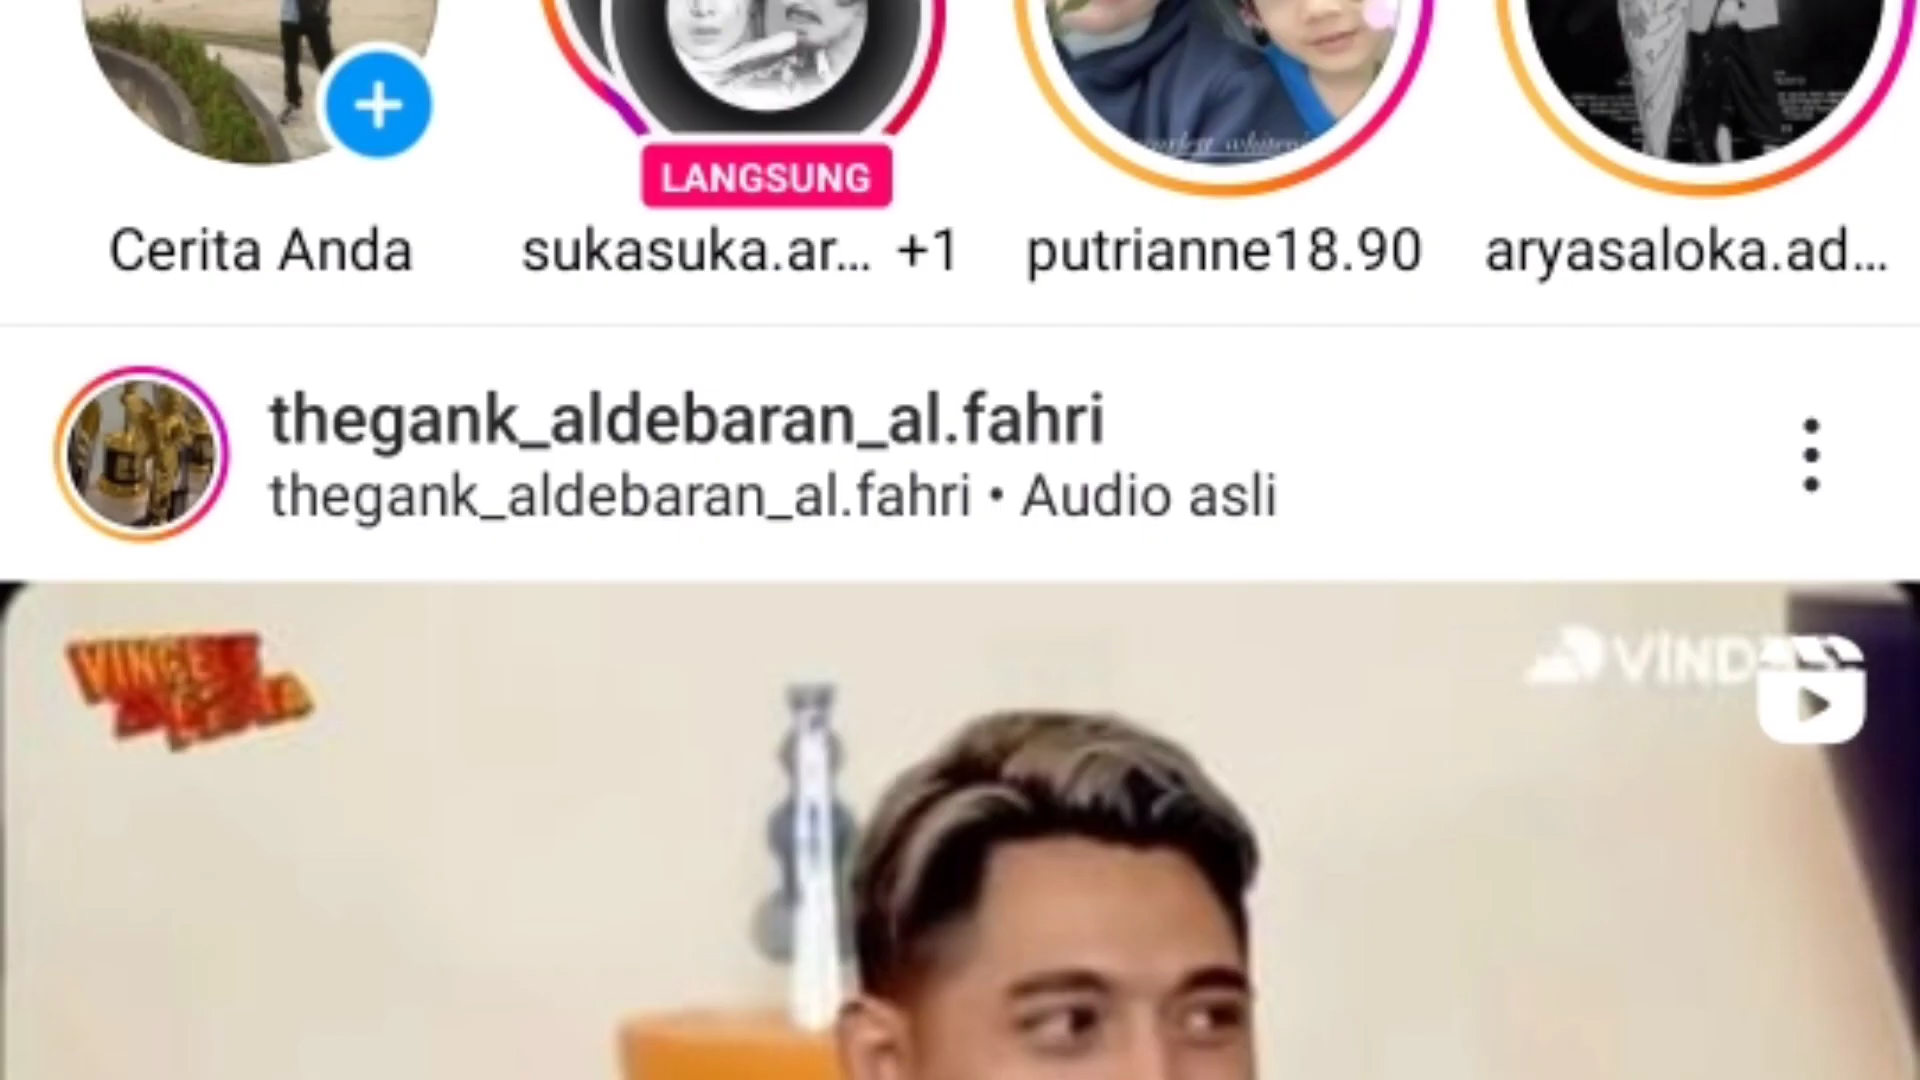 LANGSUNG
Cerita Anda
sukasuka.ar... +1
putrianne18.90
aryasaloka.ad...
thegank_aldebaran_al.fahri
thegank_aldebaran_al.fahri • Audio asli
VIND